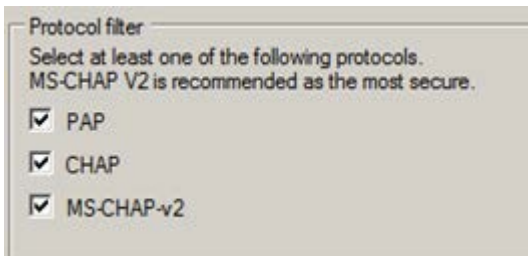 Protocol filter
Select at least one of the following protocols.
MS-CHAP V2 is recommended as the most secure.
PAP
CHAP
MS-CHAP-v2